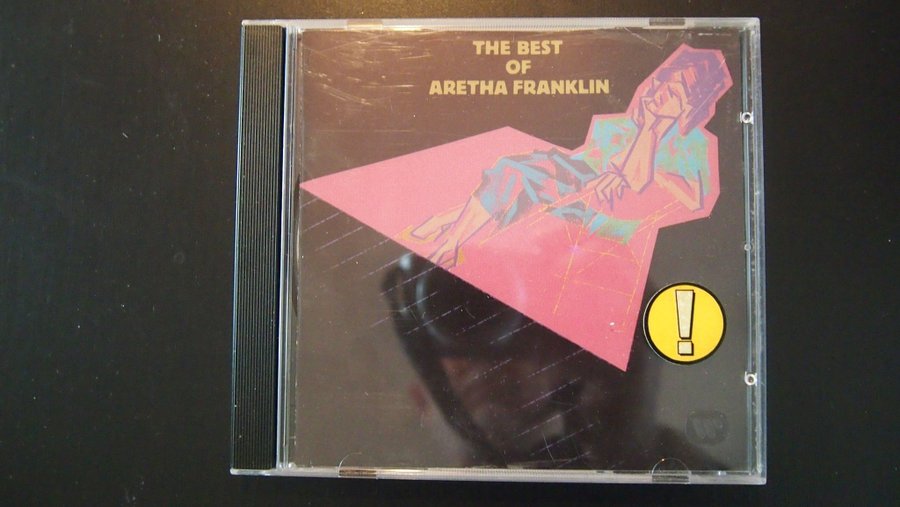 THE BEST
OF
ARETHA FRANKLIN
!